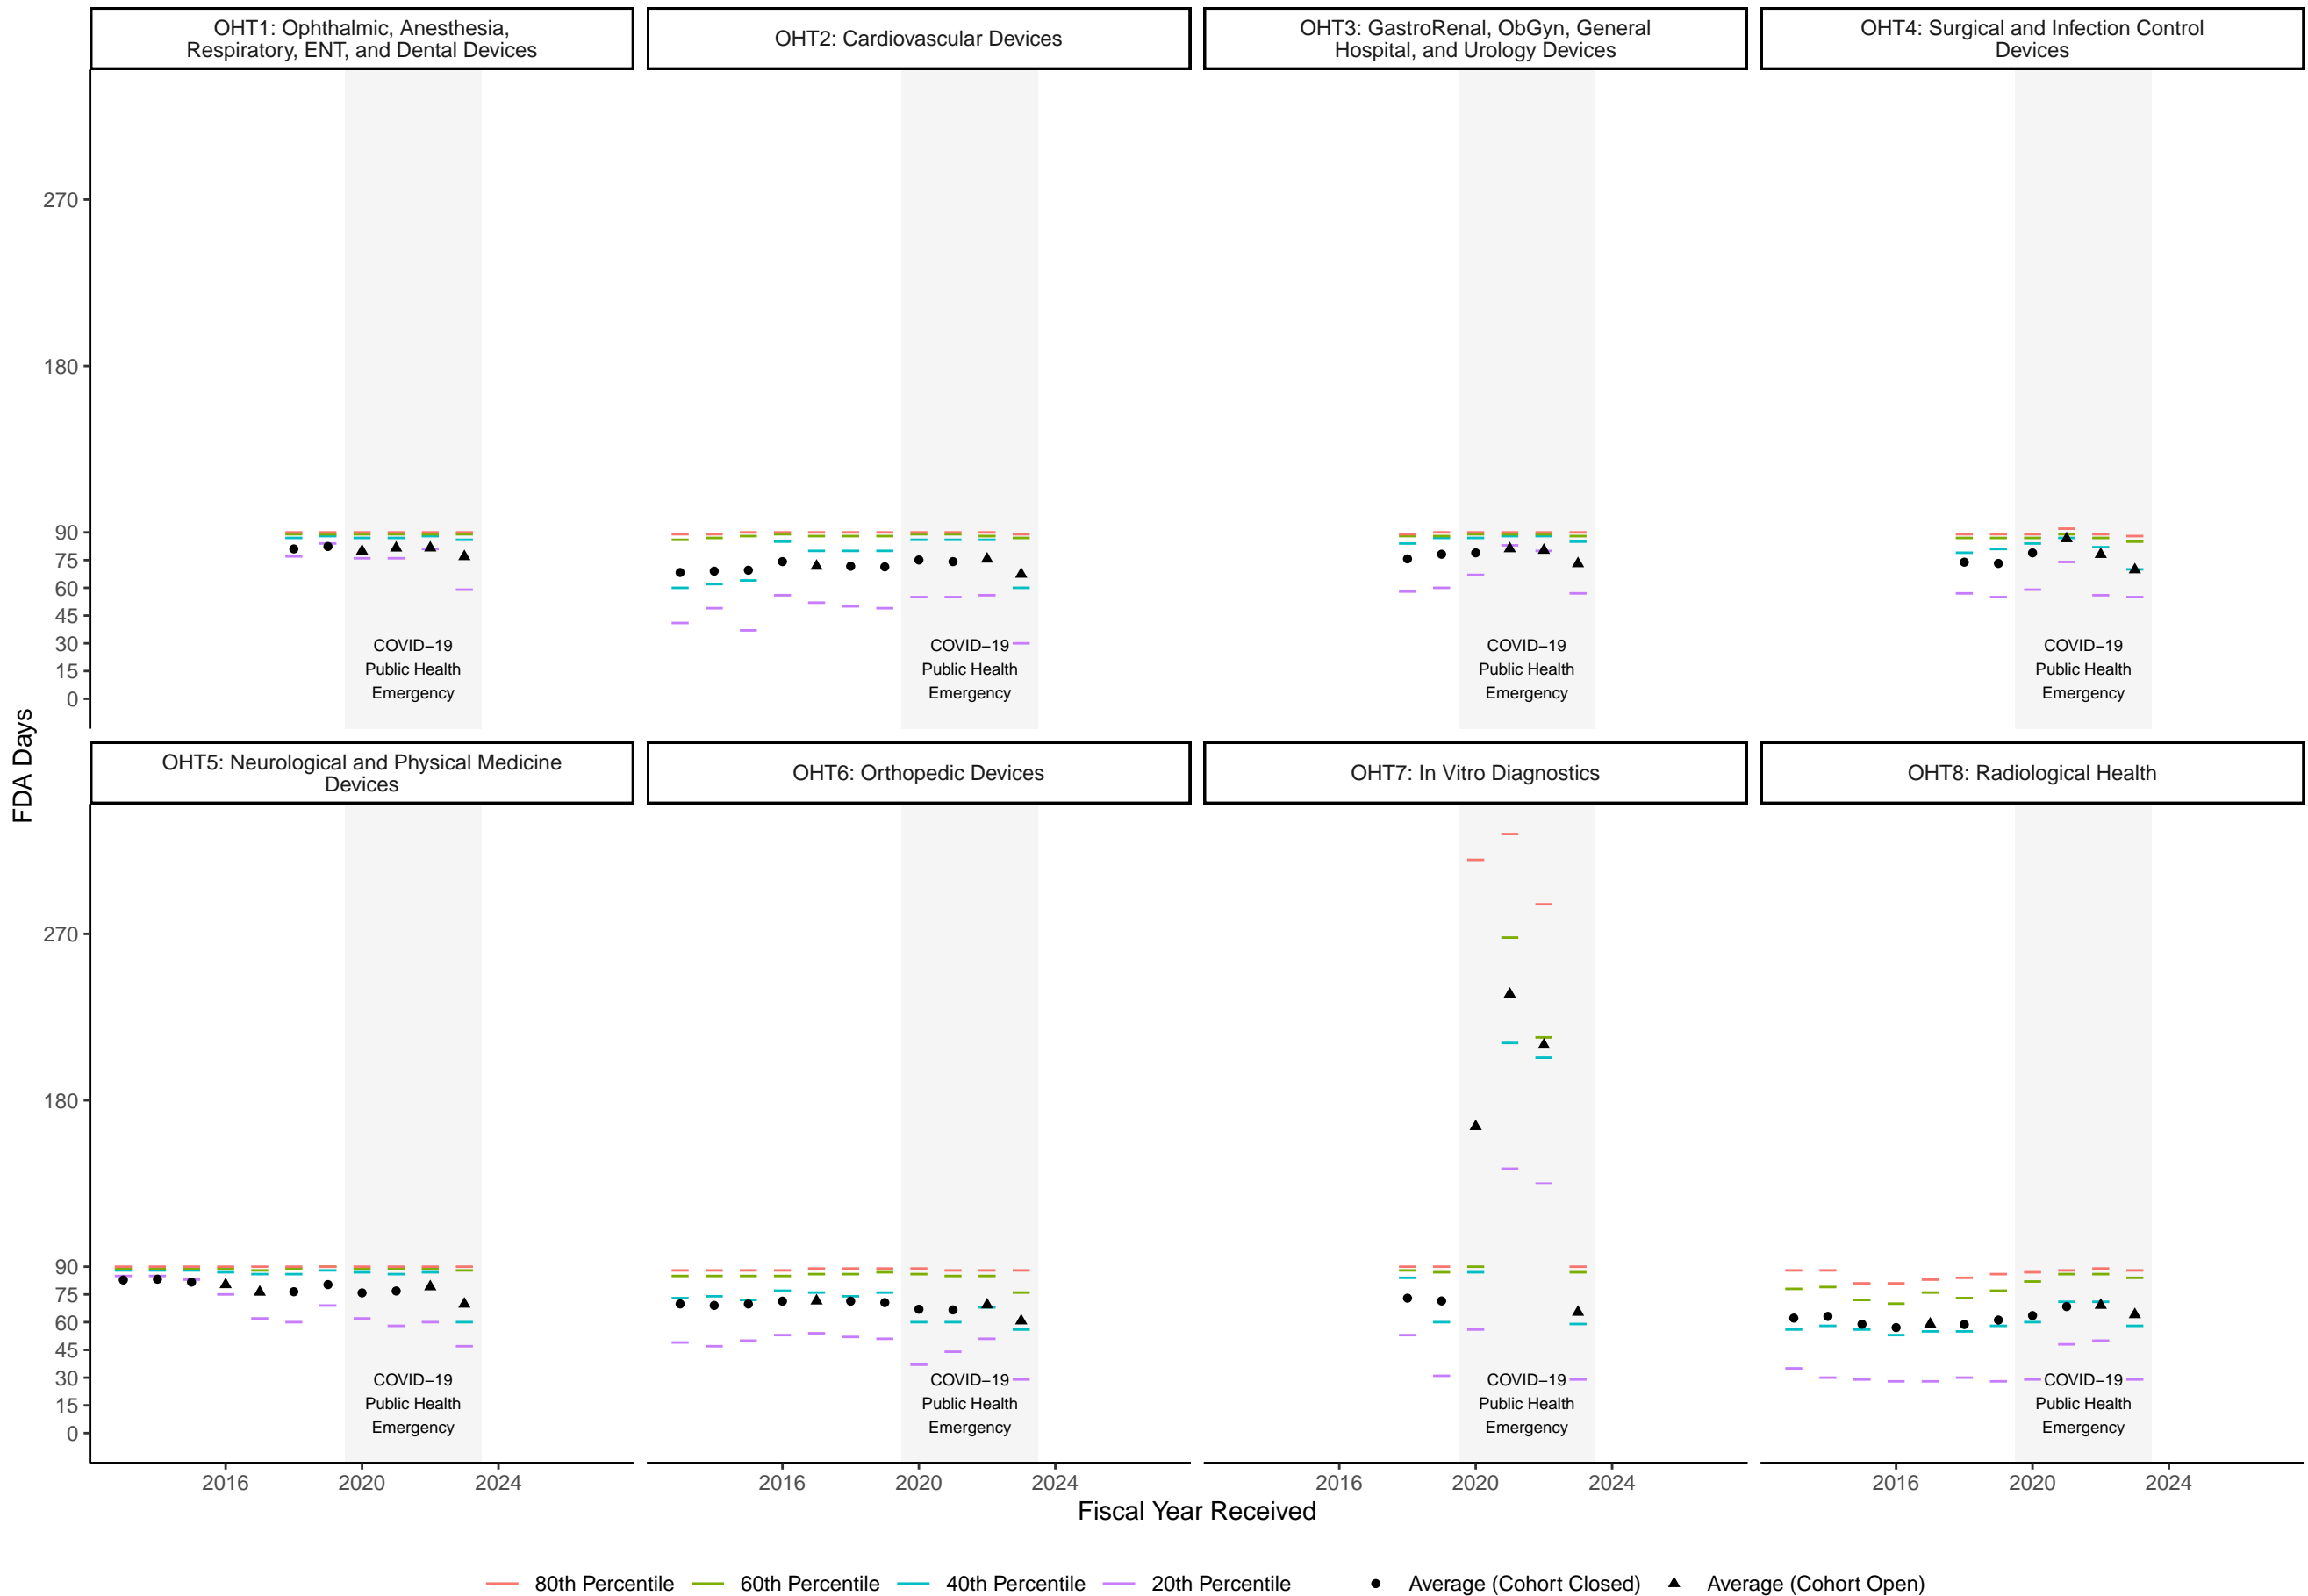 OHT1: Ophthalmic, Anesthesia,
Respiratory, ENT, and Dental Devices
OHT2: Cardiovascular Devices
OHT3: GastroRenal, ObGyn, General
Hospital, and Urology Devices
OHT4: Surgical and Infection Control
Devices
270
180
90
75
60
45
30
15
0
COVID−19
Public Health
Emergency
COVID−19
Public Health
Emergency
COVID−19
Public Health
Emergency
COVID−19
Public Health
Emergency
FDA Days
OHT5: Neurological and Physical Medicine
Devices
OHT6: Orthopedic Devices
OHT7: In Vitro Diagnostics
OHT8: Radiological Health
270
180
90
75
60
45
30
15
0
COVID−19
Public Health
Emergency
COVID−19
Public Health
Emergency
COVID−19
Public Health
Emergency
COVID−19
Public Health
Emergency
2016 2020 2024
2016 2020 2024
2016 2020 2024
2016 2020 2024
Fiscal Year Received
80th Percentile 60th Percentile 40th Percentile 20th Percentile Average (Cohort Closed) Average (Cohort Open)